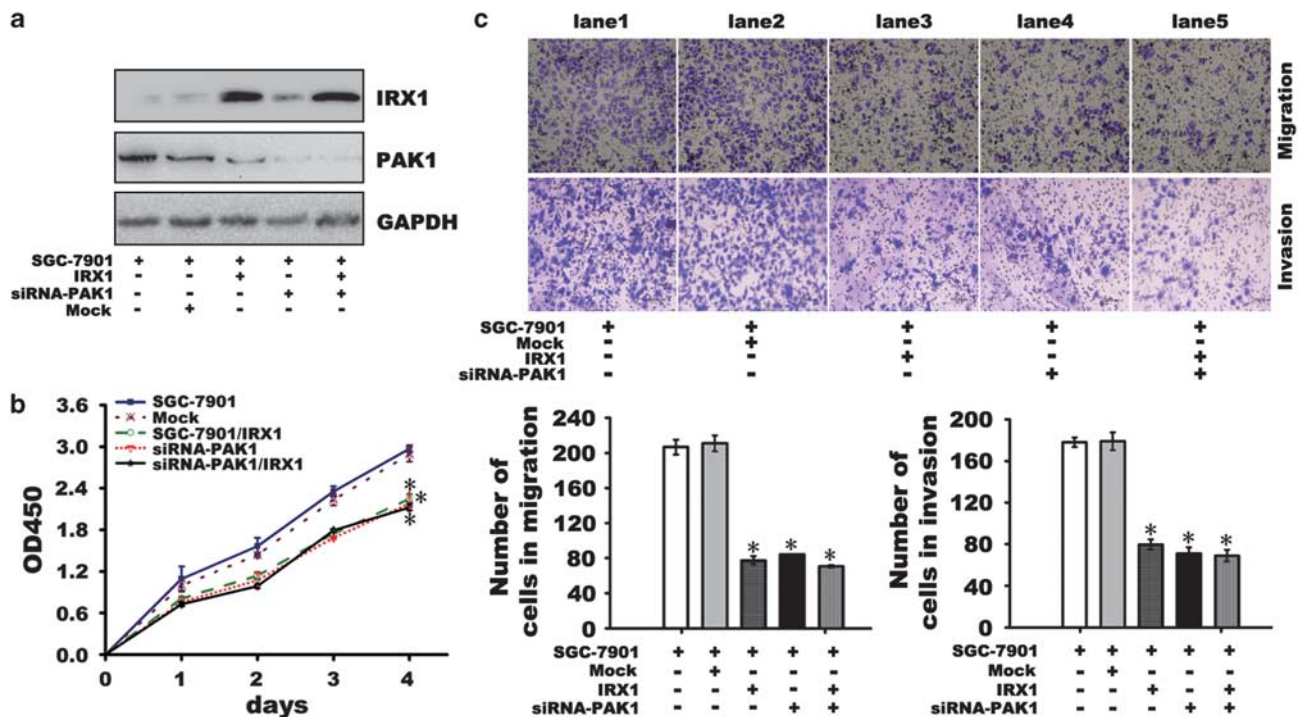 a
IRX1
PAK1
GAPDH
SGC-7901 + + + + +
IRX1 - - + - +
siRNA-PAK1 - - - + +
Mock - + - - -
b
3.6
3.0
2.4
1.8
1.2
0.6
0.0
OD450
SGC-7901
Mock
SGC-7901/IRX1
siRNA-PAK1
siRNA-PAK1/IRX1
*
* *
*
0 1 2 3 4
days
c
lane1 lane2 lane3 lane4 lane5
Migration
Invasion
SGC-7901 + + + + +
Mock - + - - -
IRX1 - - + - +
siRNA-PAK1 - - - + +
Number of
cells in migration
240
200
160
120
80
40
0
* * *
SGC-7901 + + + + +
Mock - + - - -
IRX1 - - + - +
siRNA-PAK1 - - - + +
Number of
cells in invasion
200
160
120
80
40
0
* * *
SGC-7901 + + + + +
Mock - + - - -
IRX1 - - + - +
siRNA-PAK1 - - - + +